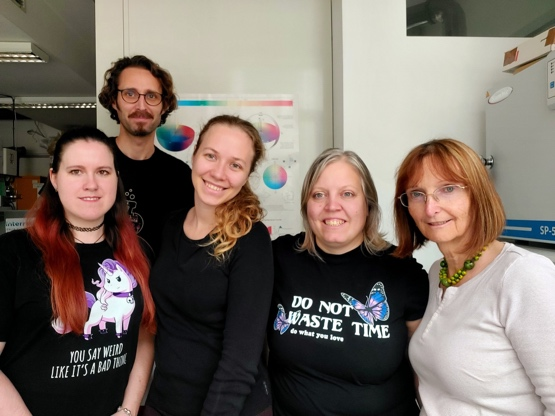 YOU SAY WEIRD
LIKE IT'S A BAD THING
DO NOT
WASTE TIME
do what you love
SP-5